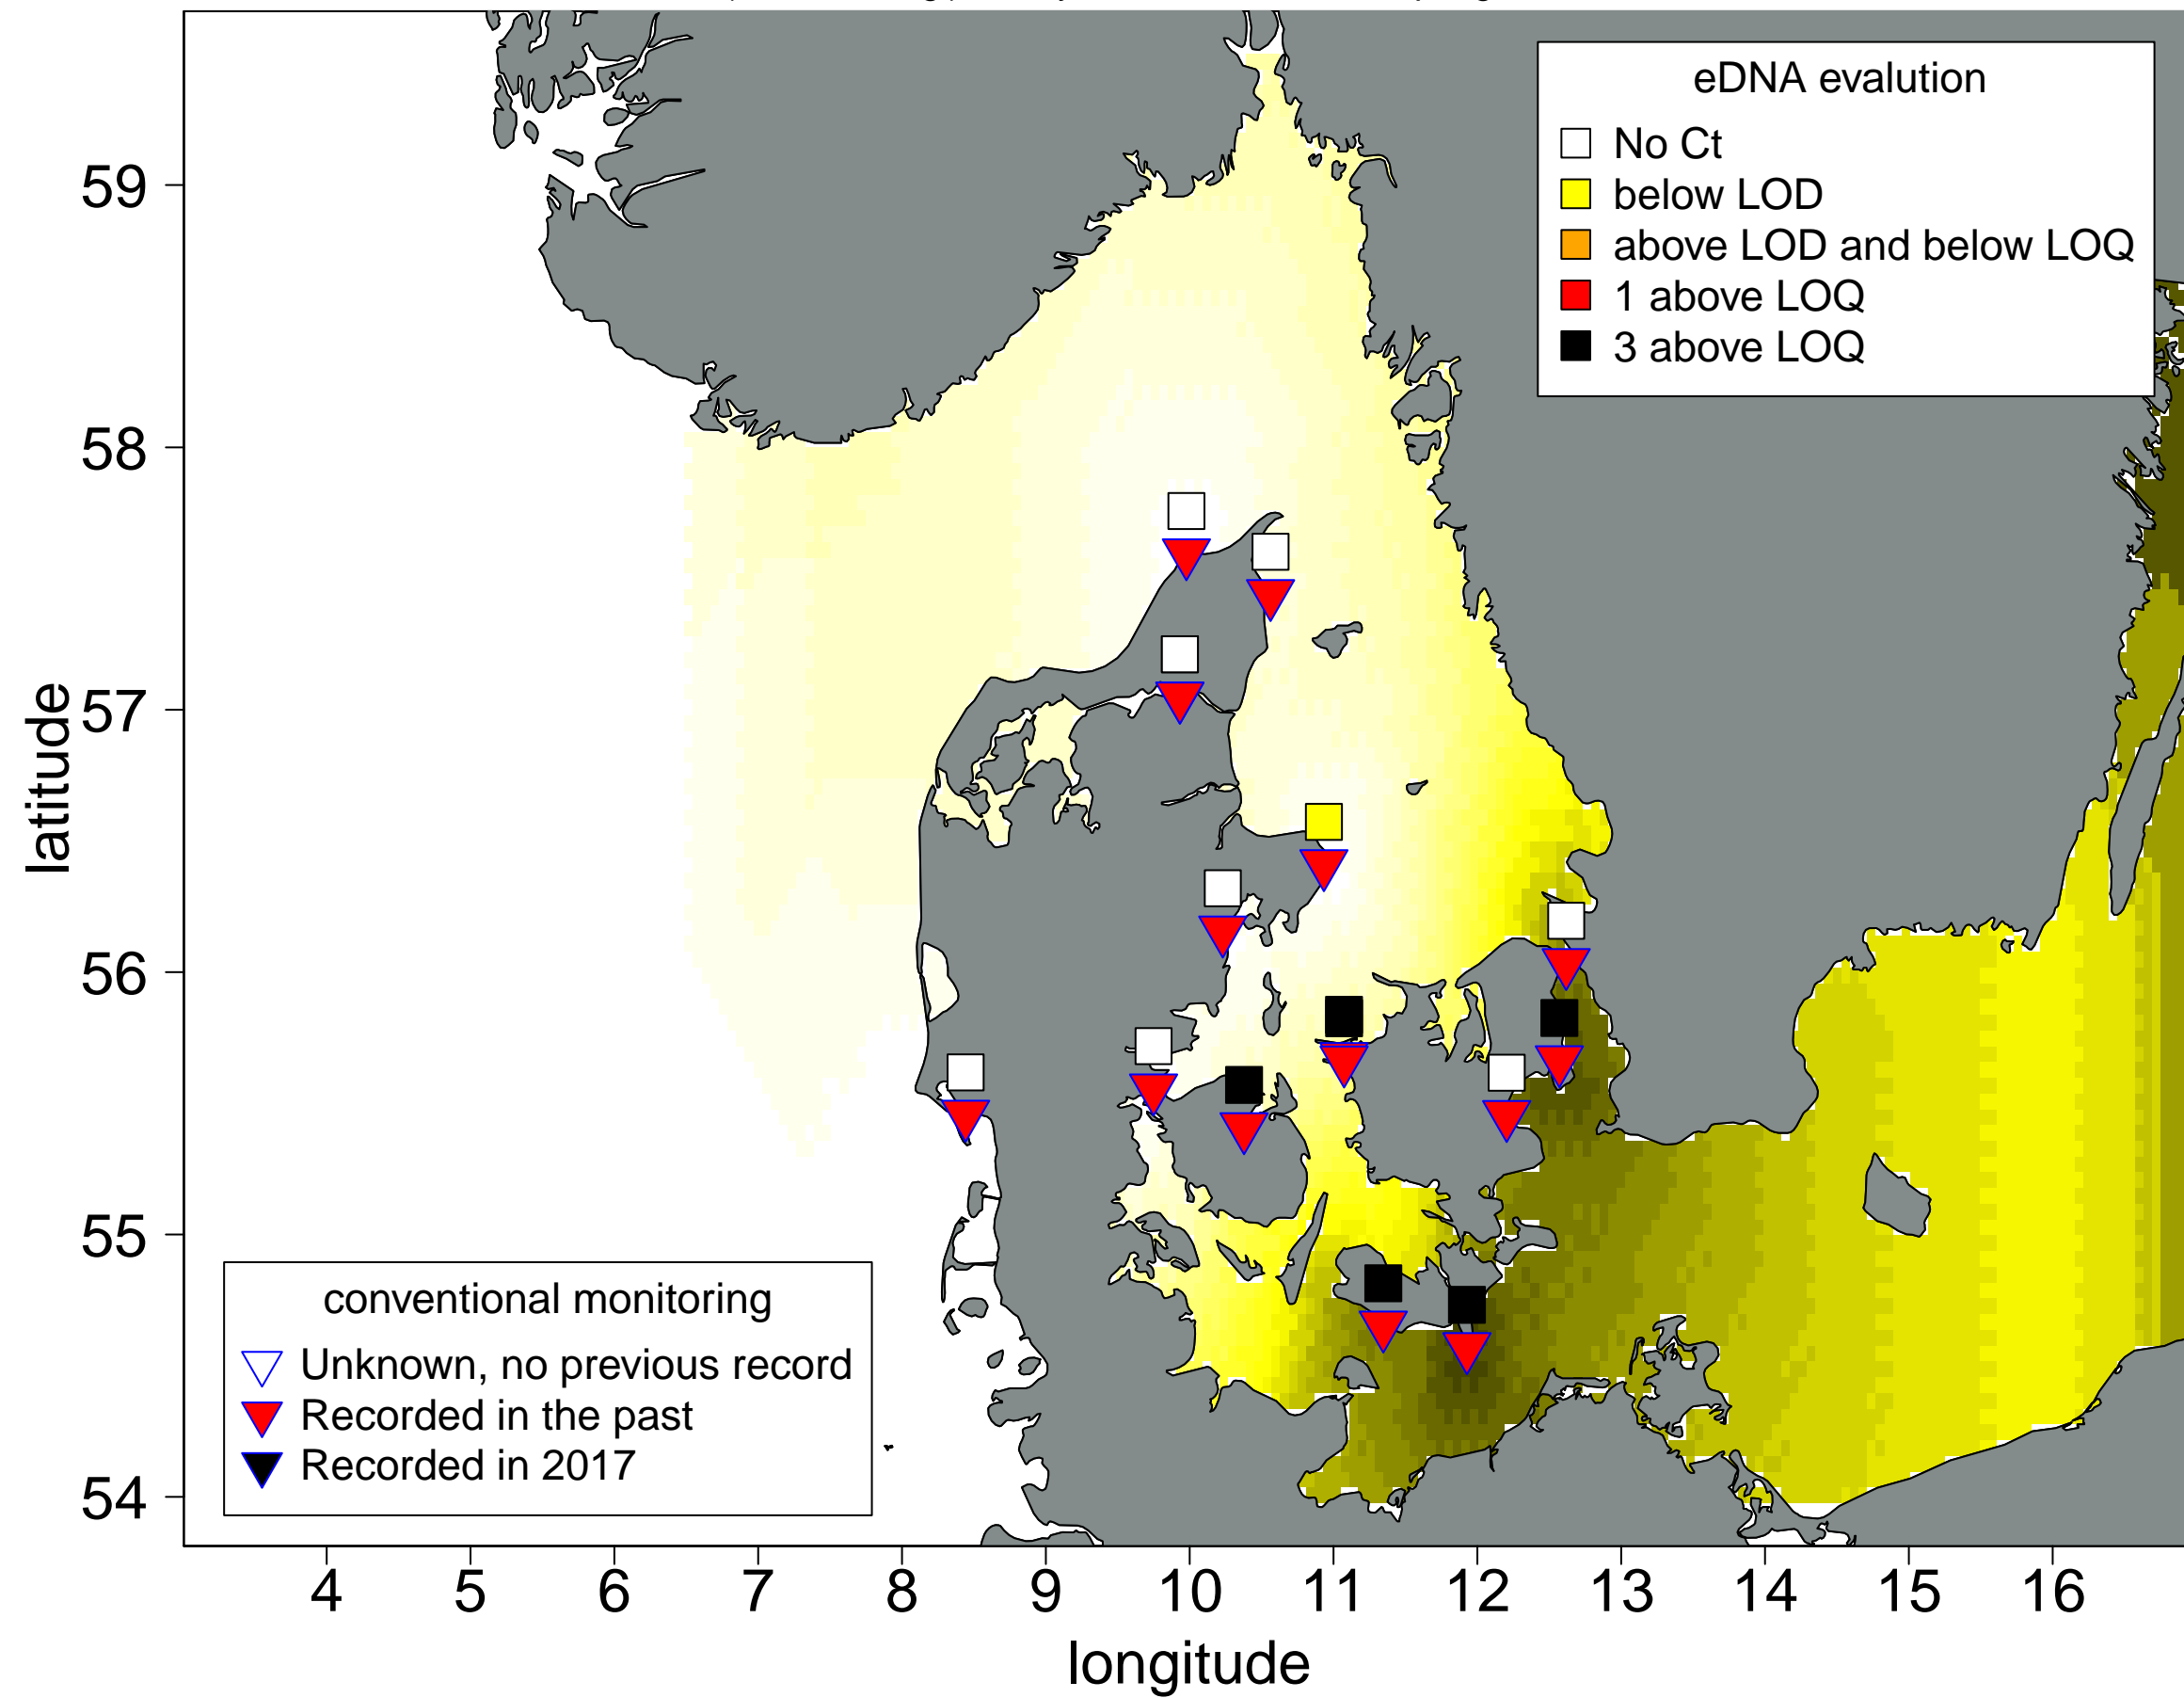 eDNA evalution
No Ct
below LOD
above LOD and below LOQ
1 above LOQ
3 above LOQ
59
58
57
56
55
54
latitude
conventional monitoring
Unknown, no previous record
Recorded in the past
Recorded in 2017
4 5 6 7 8 9 10 11 12 13 14 15 16
longitude